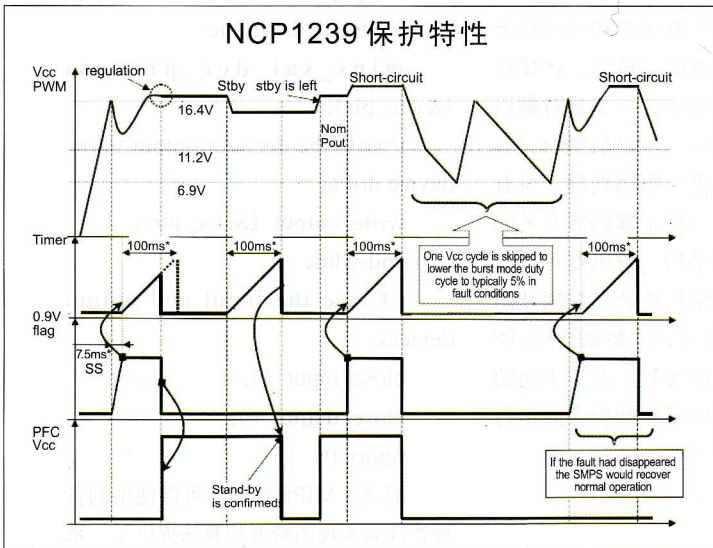 NCP1239 保护特性
Vcc
PWM
regulation
Stby
stby is left
Short-circuit
Short-circuit
16.4V
Nom
Pout
11.2V
6.9V
Timer
100ms*
100ms*
100ms*
100ms*
One Vcc cycle is skipped to
lower the burst mode duty
cycle to typically 5% in
fault conditions
0.9V
flag
7.5ms*
SS
PFC
Vcc
Stand-by
is confirmed
If the fault had disappeared
the SMPS would recover
normal operation